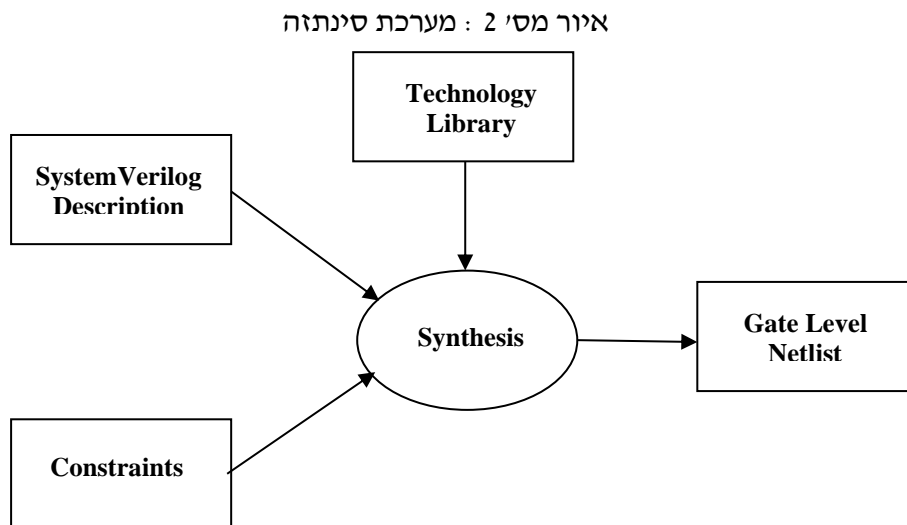 איור מס' 2 : מערכת סינתזה
Technology
Library
SystemVerilog
Description
Synthesis
Gate Level
Netlist
Constraints